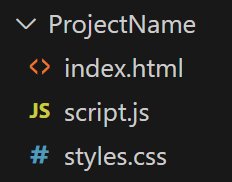 ProjectName
<> index.html
JS script.js
# styles.css